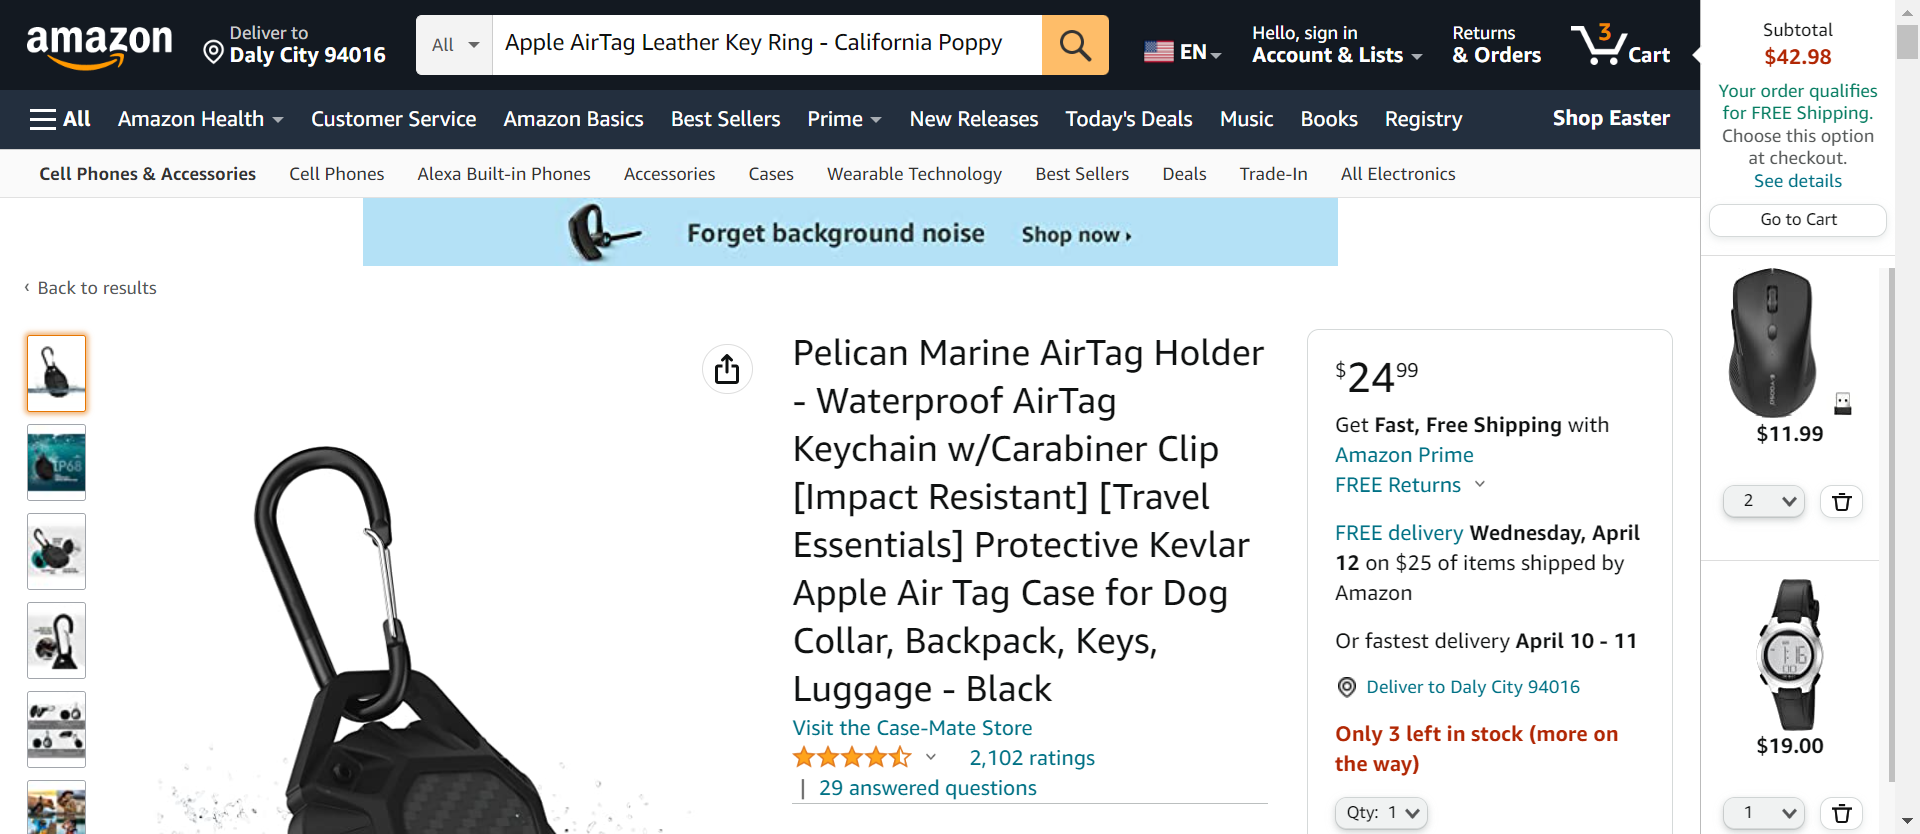 amazon
Deliver to
Daly City 94016
All
Apple AirTag Leather Key Ring - California Poppy
EN
Hello, sign in
Account & Lists
Returns
& Orders
3
Cart
All
Amazon Health
Customer Service
Amazon Basics
Best Sellers
Prime
New Releases
Today's Deals
Music
Books
Registry
Shop Easter
Cell Phones & Accessories
Cell Phones
Alexa Built-in Phones
Accessories
Cases
Wearable Technology
Best Sellers
Deals
Trade-In
All Electronics
Forget background noise
Shop now
‹ Back to results
IP68
Pelican Marine AirTag Holder
- Waterproof AirTag
Keychain w/Carabiner Clip
[Impact Resistant] [Travel
Essentials] Protective Kevlar
Apple Air Tag Case for Dog
Collar, Backpack, Keys,
Luggage - Black
Visit the Case-Mate Store
2,102 ratings
| 29 answered questions
$24.99
Get Fast, Free Shipping with
Amazon Prime
FREE Returns
FREE delivery Wednesday, April
12 on $25 of items shipped by
Amazon
Or fastest delivery April 10 - 11
Deliver to Daly City 94016
Only 3 left in stock (more on
the way)
Qty: 1
Subtotal
$42.98
Your order qualifies
for FREE Shipping.
Choose this option
at checkout.
See details
Go to Cart
$11.99
2
1:16
$19.00
1